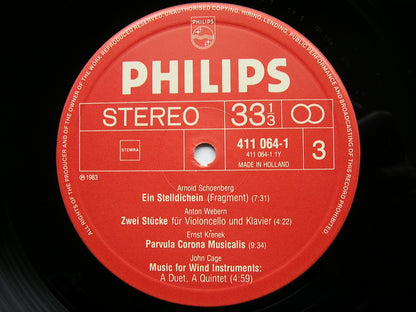 ALL RIGHTS OF THE PRODUCER AND OF THE OWNER OF THE WORK REPRODUCED RESERVED. UNAUTHORISED COPYING, HIRING, LENDING, PUBLIC PERFORMANCE AND BROADCASTING OF THIS RECORD PROHIBITED
PHILIPS
PHILIPS
STEREO
33 1/3
STEMRA
411 064-1
411 064-1.1Y
MADE IN HOLLAND
3
℗ 1983
Arnold Schoenberg
Ein Stelldichein (Fragment) (7:31)
Anton Webern
Zwei Stücke für Violoncello und Klavier (4:22)
Ernst Křenek
Parvula Corona Musicalis (9:34)
John Cage
Music for Wind Instruments:
A Duet, A Quintet (4:59)